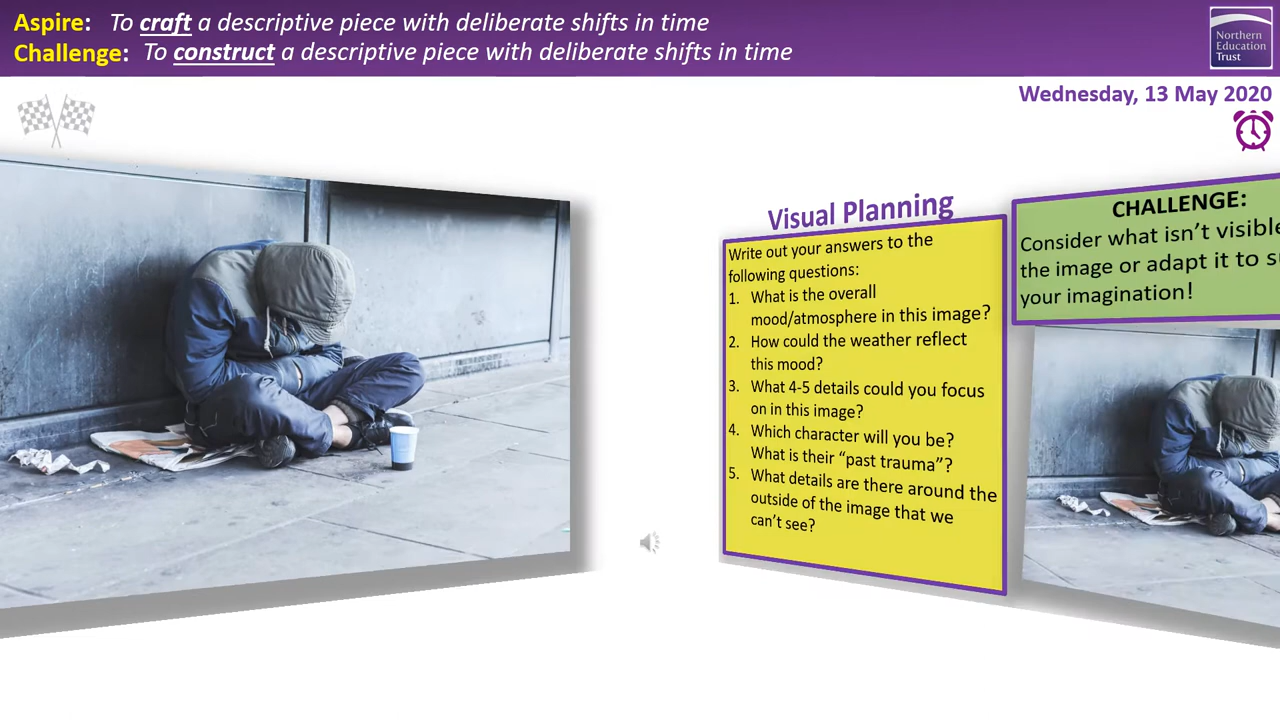 Aspire: To craft a descriptive piece with deliberate shifts in time
Challenge: To construct a descriptive piece with deliberate shifts in time
Northern
Education
Trust
Wednesday, 13 May 2020
Visual Planning
Write out your answers to the
following questions:
1. What is the overall
mood/atmosphere in this image?
2. How could the weather reflect
this mood?
3. What 4-5 details could you focus
on in this image?
4. Which character will you be?
What is their “past trauma”?
5. What details are there around the
outside of the image that we
can’t see?
CHALLENGE:
Consider what isn’t visible
the image or adapt it to
your imagination!